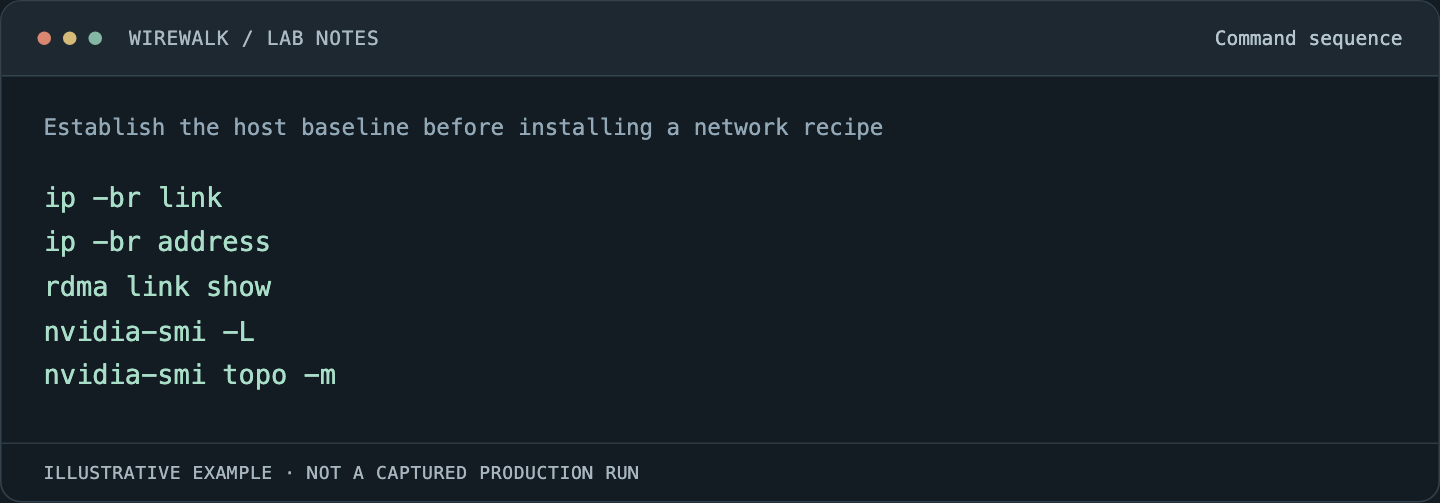 WIREWALK / LAB NOTES
Command sequence
Establish the host baseline before installing a network recipe
ip -br link
ip -br address
rdma link show
nvidia-smi -L
nvidia-smi topo -m
ILLUSTRATIVE EXAMPLE · NOT A CAPTURED PRODUCTION RUN